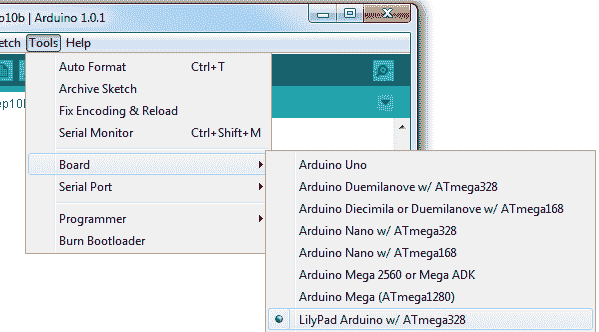 p10b | Arduino 1.0.1
etch Tools Help
Auto Format Ctrl+T
Archive Sketch
Fix Encoding & Reload
Serial Monitor Ctrl+Shift+M
Board
Serial Port
Programmer
Burn Bootloader
Arduino Uno
Arduino Duemilanove w/ ATmega328
Arduino Diecimila or Duemilanove w/ ATmega168
Arduino Nano w/ ATmega328
Arduino Nano w/ ATmega168
Arduino Mega 2560 or Mega ADK
Arduino Mega (ATmega1280)
LilyPad Arduino w/ ATmega328